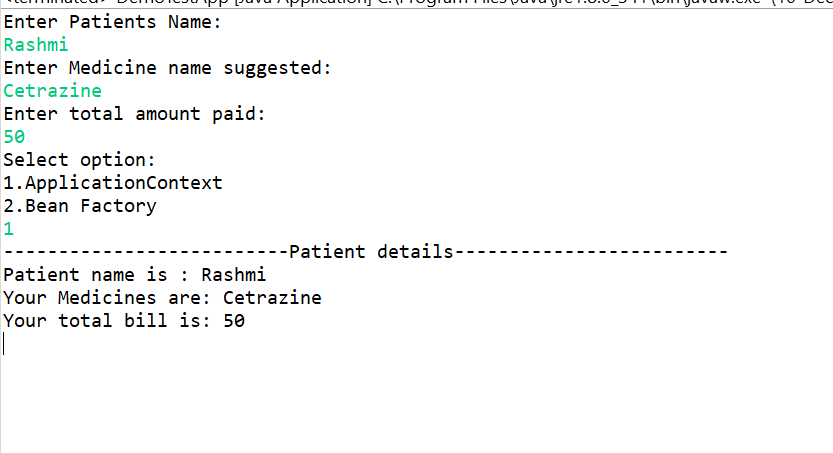 Enter Patients Name:
Rashmi
Enter Medicine name suggested:
Cetrazine
Enter total amount paid:
50
Select option:
1.ApplicationContext
2.Bean Factory
1
--------------------------Patient details-------------------------
Patient name is : Rashmi
Your Medicines are: Cetrazine
Your total bill is: 50